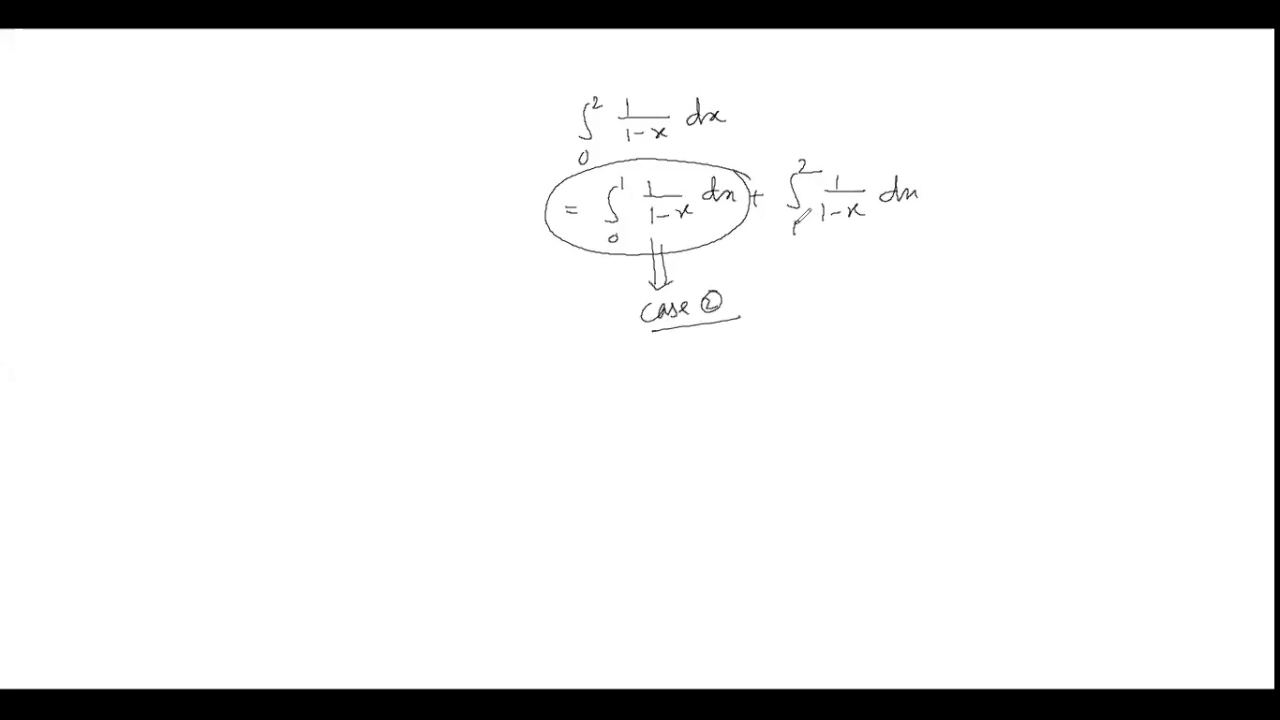 ∫₀² 1/(1-x) dx
= ∫₀¹ 1/(1-x) dx + ∫₁² 1/(1-x) dx
case ②